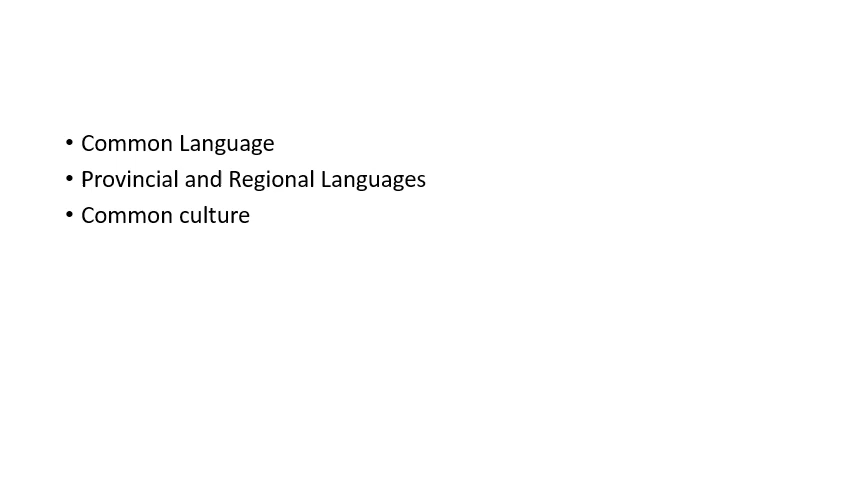 • Common Language
• Provincial and Regional Languages
• Common culture